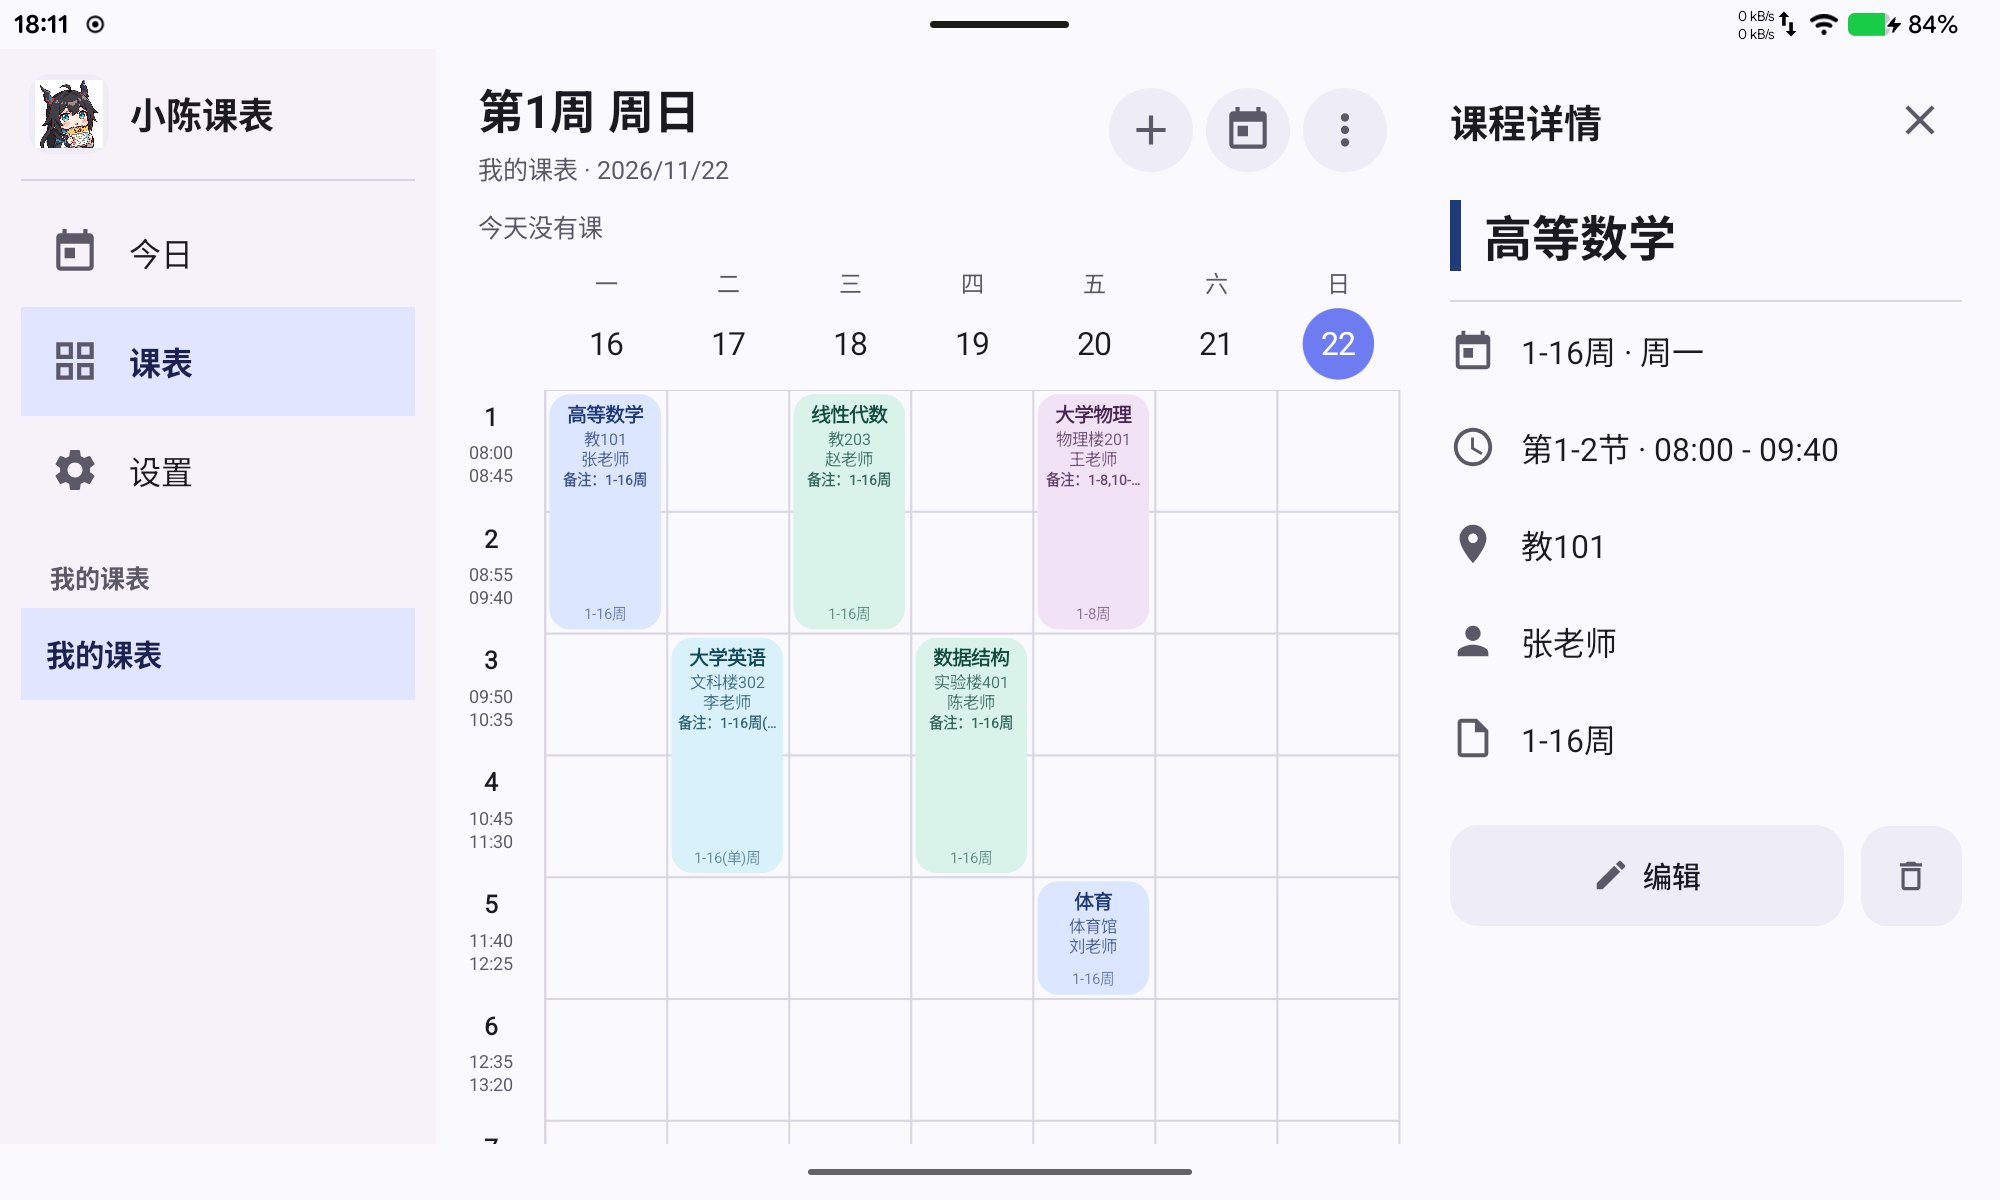 18:11
0 kB/s
0 kB/s
84%
小陈课表
今日
课表
设置
我的课表
我的课表
第1周 周日
我的课表 · 2026/11/22
今天没有课
一 二 三 四 五 六 日
16 17 18 19 20 21 22
1
08:00
08:45
2
08:55
09:40
3
09:50
10:35
4
10:45
11:30
5
11:40
12:25
6
12:35
13:20
高等数学
教101
张老师
备注：1-16周
1-16周
大学英语
文科楼302
李老师
备注：1-16周(...
1-16(单)周
线性代数
教203
赵老师
备注：1-16周
1-16周
数据结构
实验楼401
陈老师
备注：1-16周
1-16周
大学物理
物理楼201
王老师
备注：1-8,10-...
1-8周
体育
体育馆
刘老师
1-16周
课程详情
高等数学
1-16周 · 周一
第1-2节 · 08:00 - 09:40
教101
张老师
1-16周
编辑